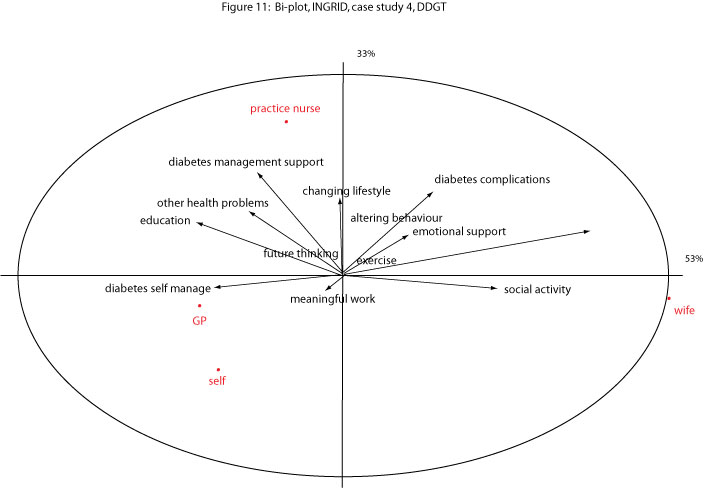 Figure 11: Bi-plot, INGRID, case study 4, DDGT
33%
practice nurse
diabetes management support
changing lifestyle
diabetes complications
other health problems
education
altering behaviour
emotional support
future thinking
exercise
53%
diabetes self manage
meaningful work
social activity
GP
wife
self